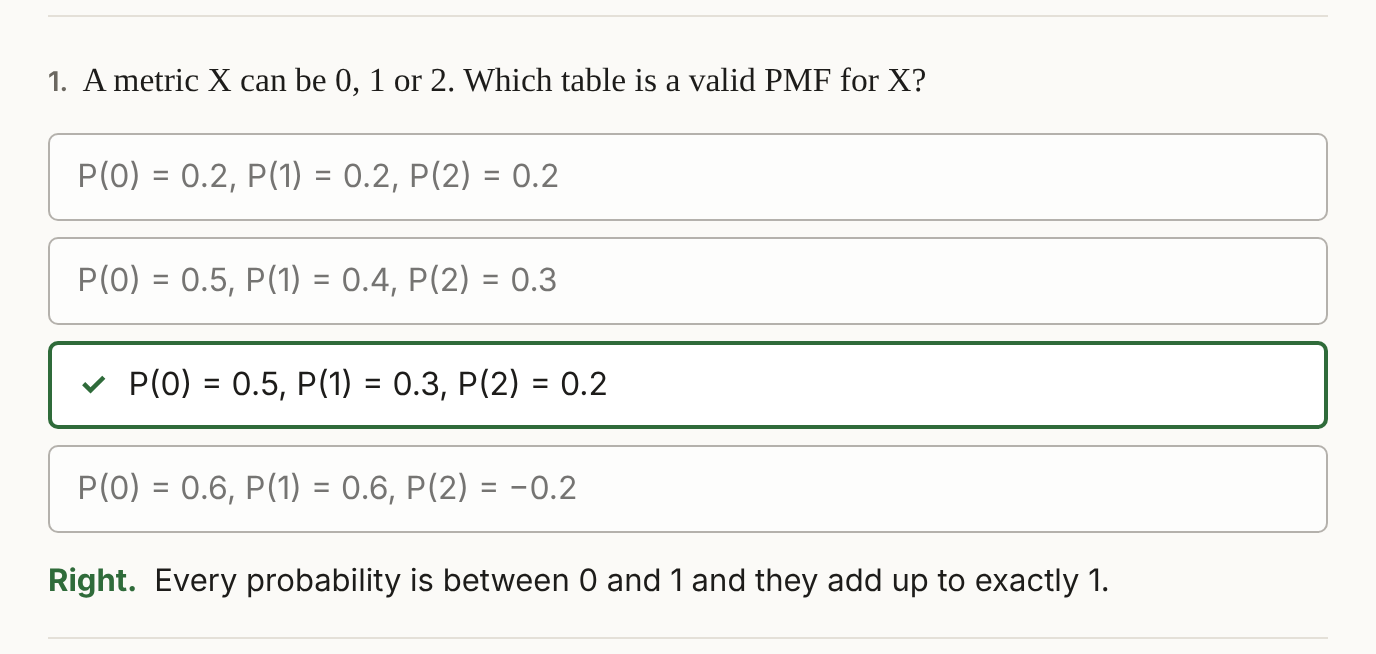 1. A metric X can be 0, 1 or 2. Which table is a valid PMF for X?
P(0) = 0.2, P(1) = 0.2, P(2) = 0.2
P(0) = 0.5, P(1) = 0.4, P(2) = 0.3
✓ P(0) = 0.5, P(1) = 0.3, P(2) = 0.2
P(0) = 0.6, P(1) = 0.6, P(2) = −0.2
Right. Every probability is between 0 and 1 and they add up to exactly 1.